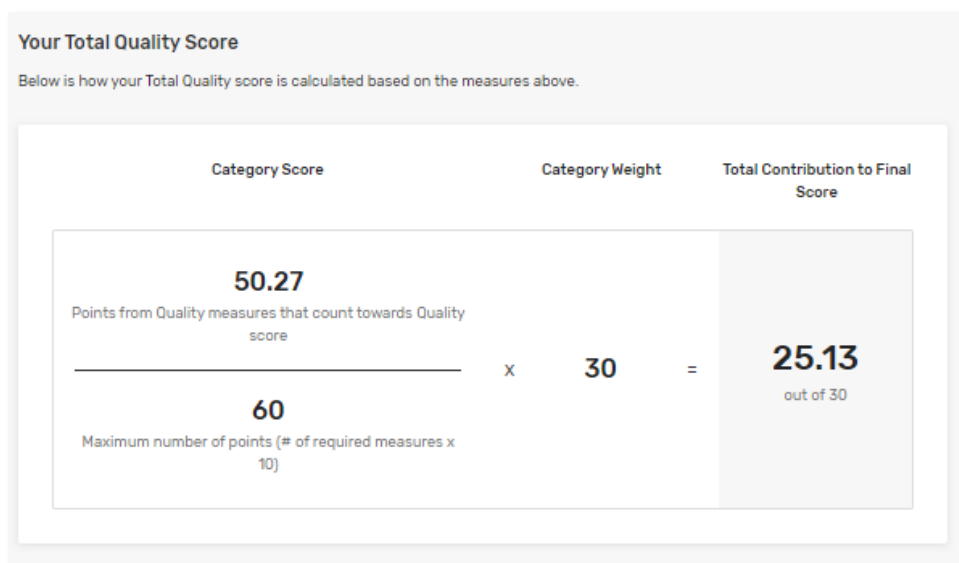 Your Total Quality Score
Below is how your Total Quality score is calculated based on the measures above.
Category Score
Category Weight
Total Contribution to Final
Score
50.27
Points from Quality measures that count towards Quality
score
60
Maximum number of points (# of required measures x
10)
x
30
=
25.13
out of 30